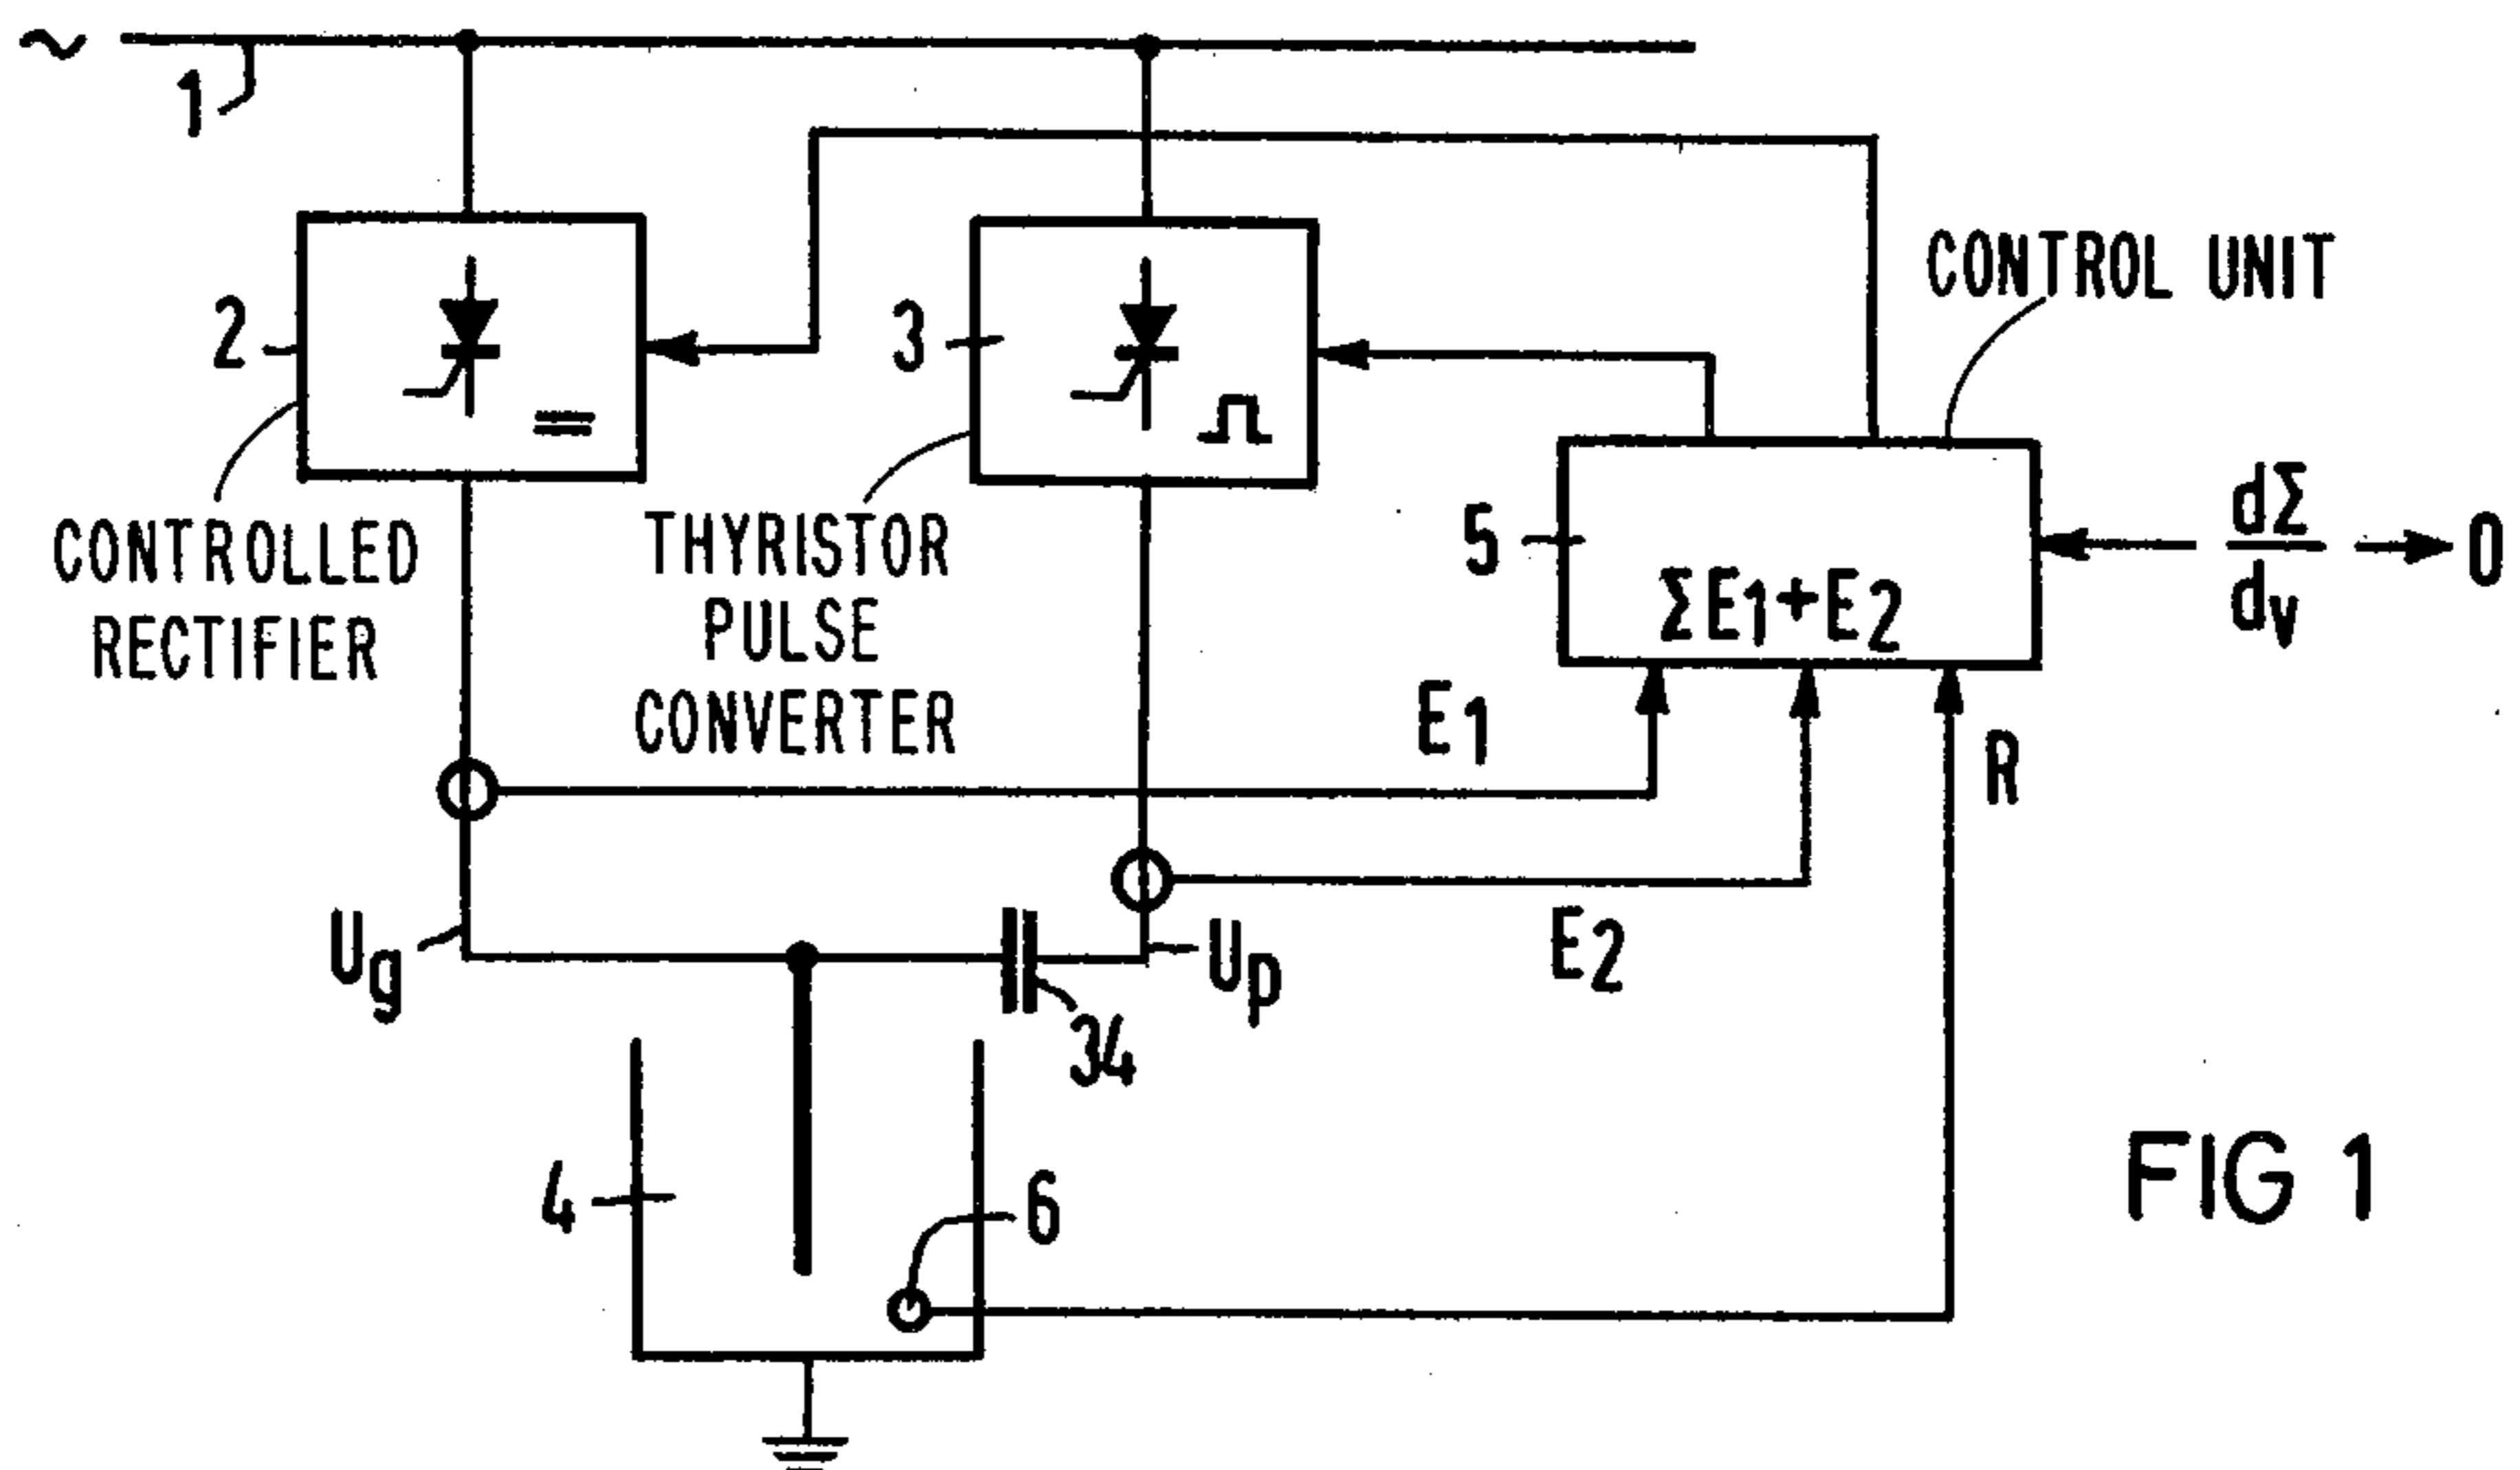 ~
1
2
3
CONTROL UNIT
CONTROLLED
RECTIFIER
THYRISTOR
PULSE
CONVERTER
5
ΣE1+E2
dΣ
dv
0
E1
R
Ug
Up
E2
34
4
6
FIG 1